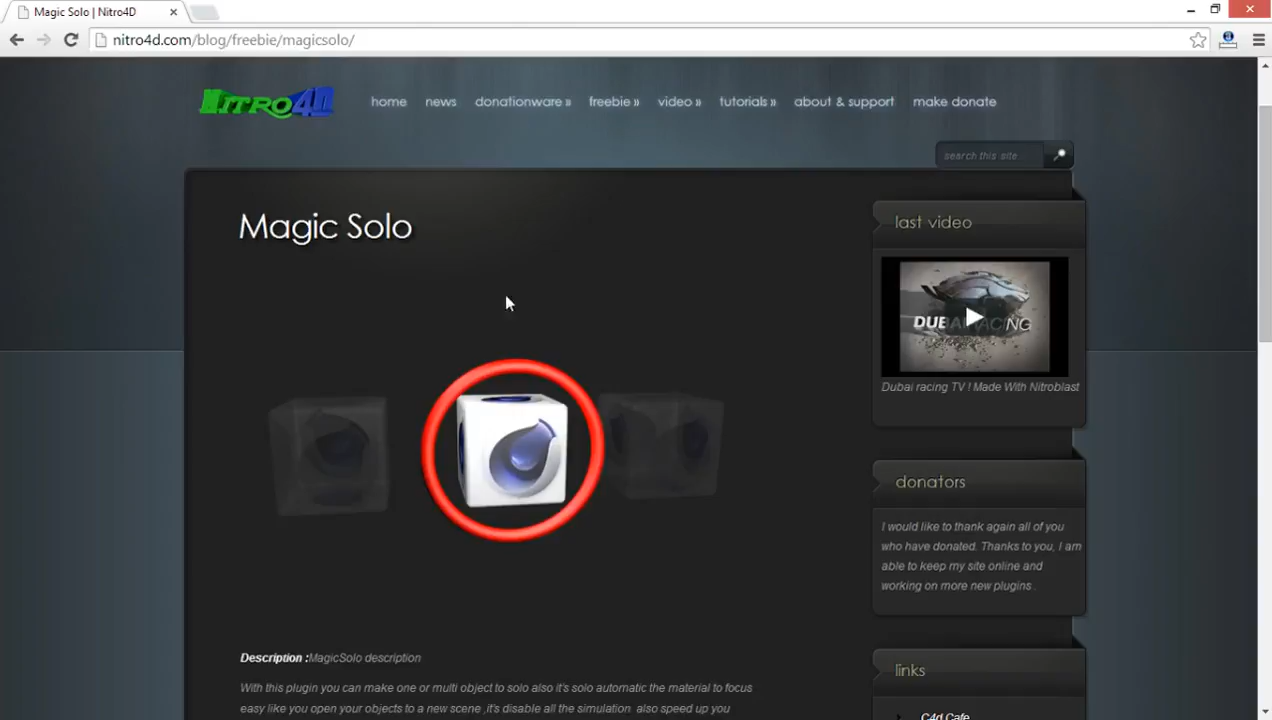 Magic Solo | Nitro4D
nitro4d.com/blog/freebie/magicsolo/
NITRO4D
home news donationware » freebie » video » tutorials » about & support make donate
search this site...
Magic Solo
last video
DUBAI RACING
Dubai racing TV ! Made With Nitroblast
donators
I would like to thank again all of you
who have donated. Thanks to you, I am
able to keep my site online and
working on more new plugins .
Description :MagicSolo description
With this plugin you can make one or multi object to solo also it's solo automatic the material to focus
easy like you open your objects to a new scene ,it's disable all the simulation also speed up you
links
C4d Cafe